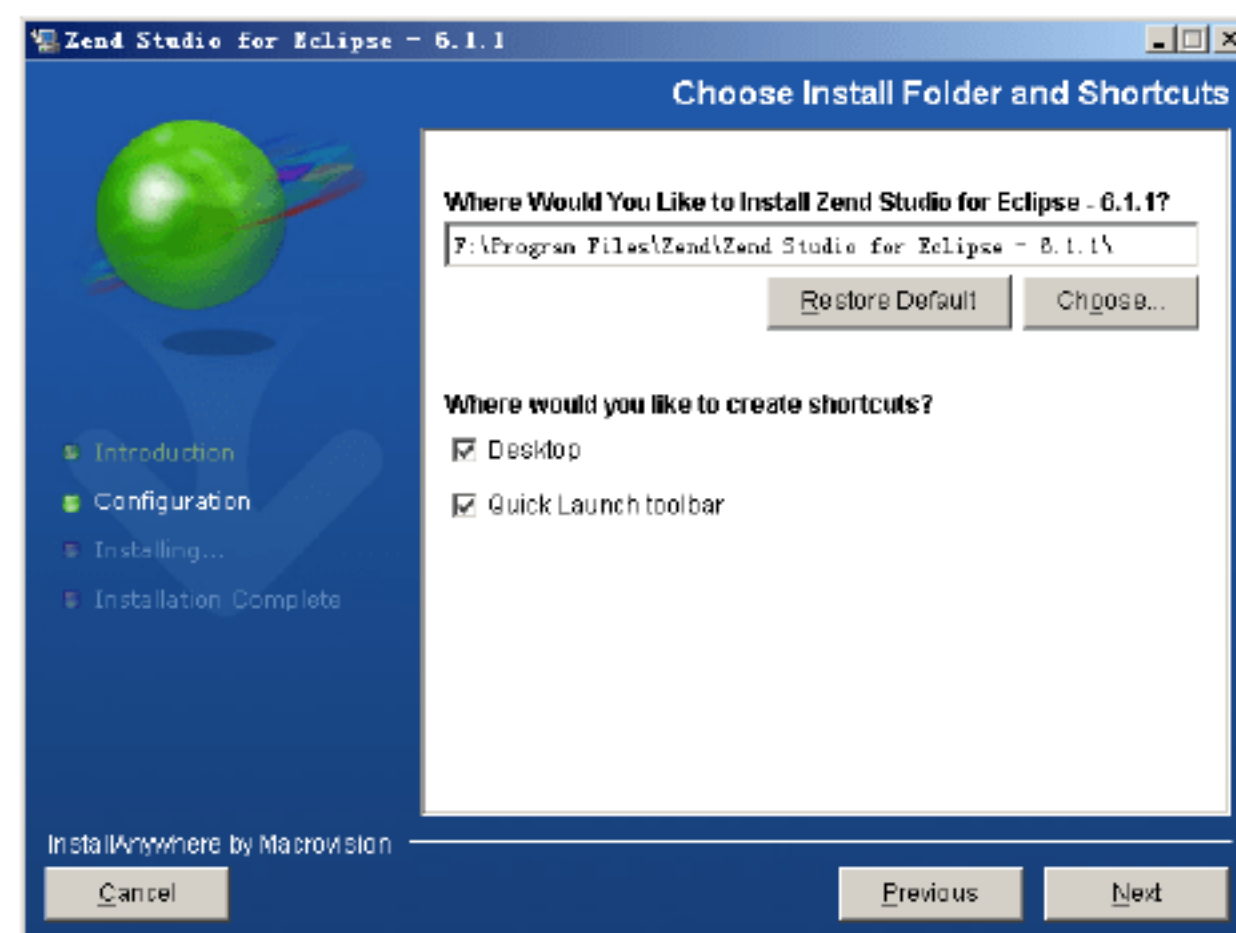 Zend Studio for Eclipse - 6.1.1
Choose Install Folder and Shortcuts
Where Would You Like to Install Zend Studio for Eclipse - 6.1.1?
F:\Program Files\Zend\Zend Studio for Eclipse - 6.1.1\
Restore Default
Choose...
Where would you like to create shortcuts?
Desktop
Quick Launch toolbar
Introduction
Configuration
Installing...
Installation Complete
InstallAnywhere by Macrovision
Cancel
Previous
Next